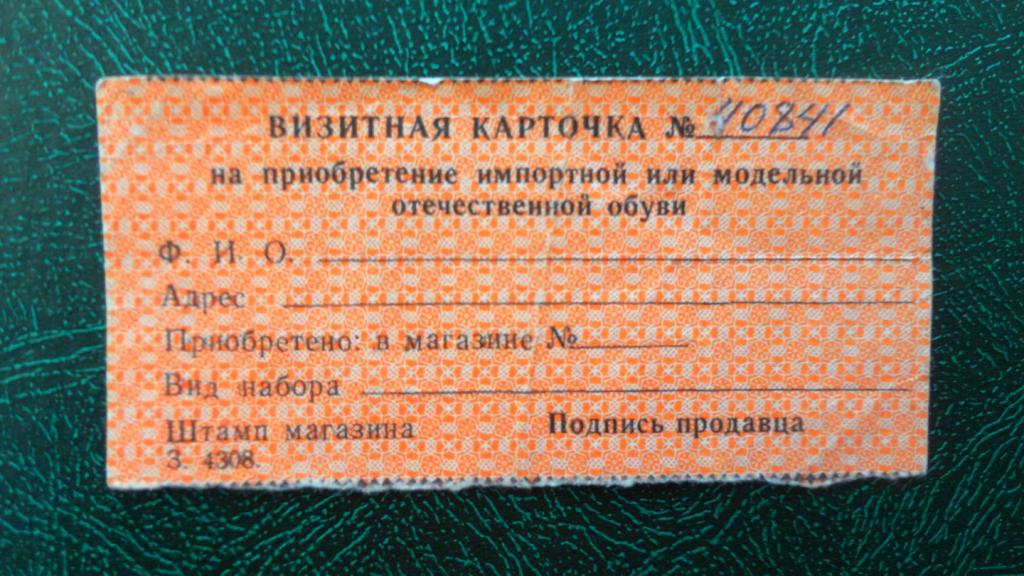 ВИЗИТНАЯ КАРТОЧКА № 40841
на приобретение импортной или модельной
отечественной обуви
Ф. И. О.
Адрес
Приобретено: в магазине №
Вид набора
Штамп магазина Подпись продавца
З. 4308.